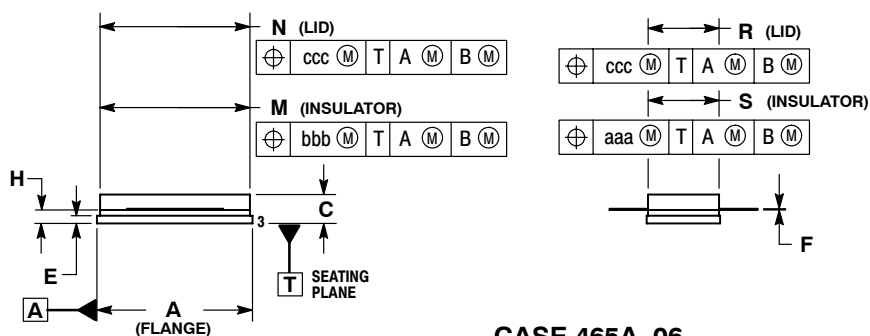 N (LID)
⌖ ccc Ⓜ T A Ⓜ B Ⓜ
M (INSULATOR)
⌖ bbb Ⓜ T A Ⓜ B Ⓜ
R (LID)
⌖ ccc Ⓜ T A Ⓜ B Ⓜ
S (INSULATOR)
⌖ aaa Ⓜ T A Ⓜ B Ⓜ
H
C
3
E
F
T SEATING
PLANE
A
A
(FLANGE)
CASE 465A-06